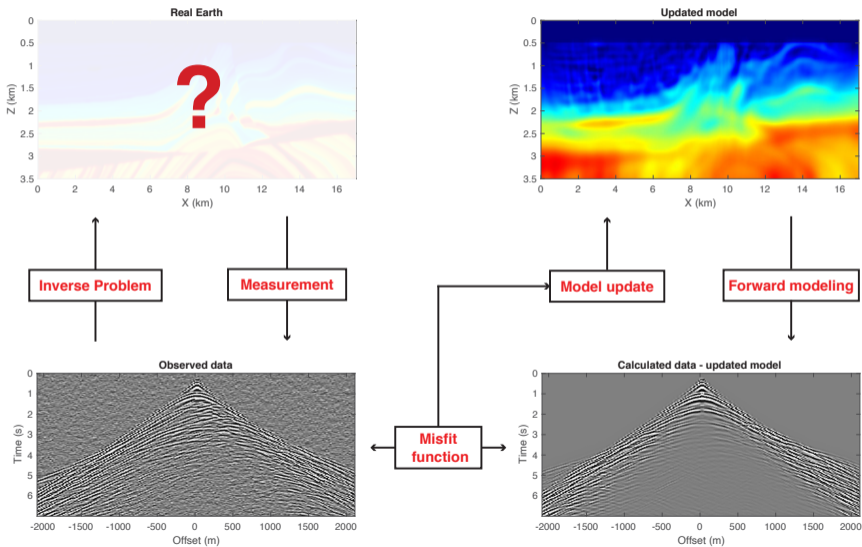 Real Earth
0
0.5
1
1.5
2
2.5
3
3.5
Z (km)
?
0 2 4 6 8 10 12 14 16
X (km)
Updated model
0
0.5
1
1.5
2
2.5
3
3.5
Z (km)
0 2 4 6 8 10 12 14 16
X (km)
Inverse Problem
Measurement
Model update
Forward modeling
Observed data
0
1
2
3
4
5
6
Time (s)
-2000 -1500 -1000 -500 0 500 1000 1500 2000
Offset (m)
Misfit
function
Calculated data - updated model
0
1
2
3
4
5
6
Time (s)
-2000 -1500 -1000 -500 0 500 1000 1500 2000
Offset (m)